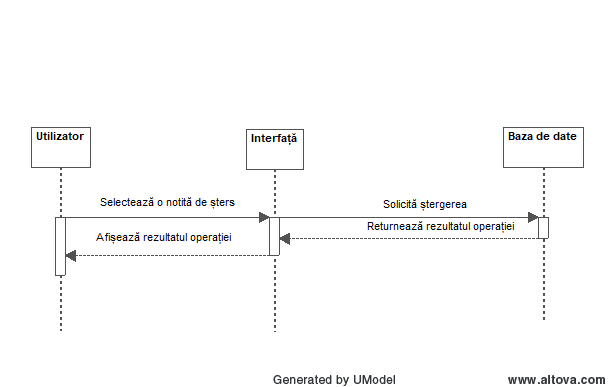 Utilizator
Interfață
Baza de date
Selectează o notită de șters
Solicită ștergerea
Returnează rezultatul operației
Afișează rezultatul operației
Generated by UModel
www.altova.com